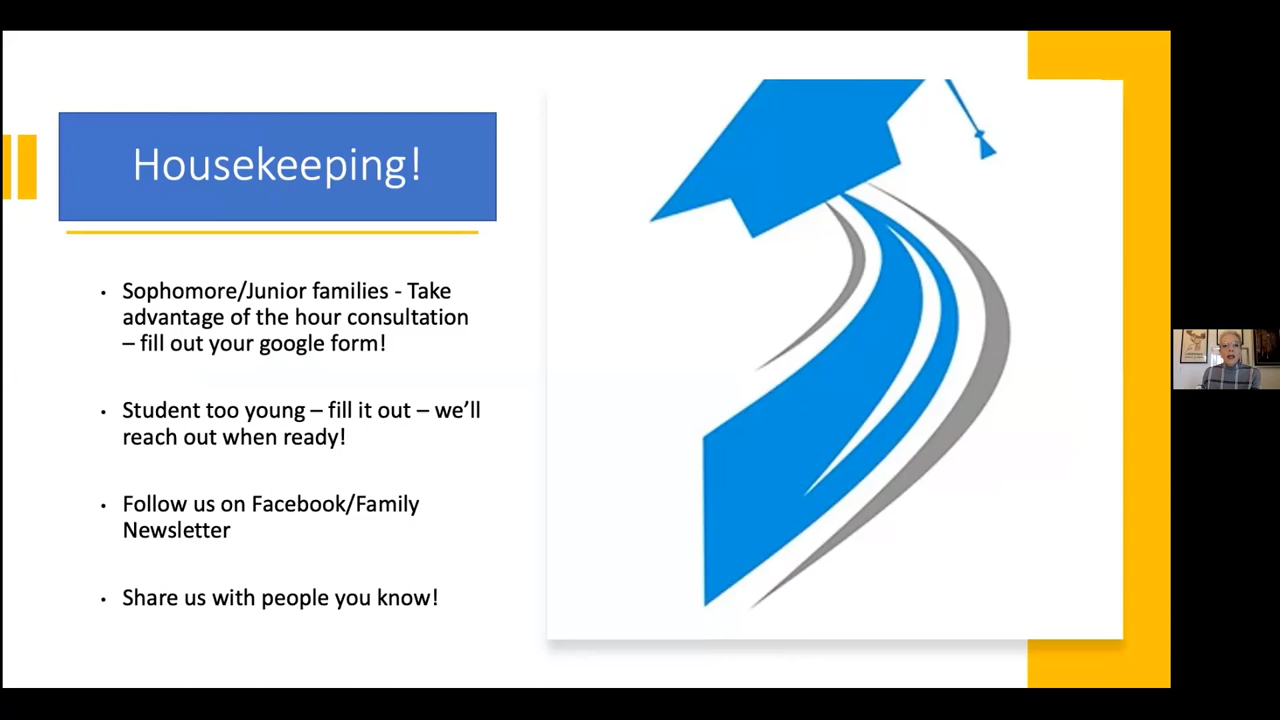 Housekeeping!
• Sophomore/Junior families - Take
advantage of the hour consultation
– fill out your google form!
• Student too young – fill it out – we’ll
reach out when ready!
• Follow us on Facebook/Family
Newsletter
• Share us with people you know!